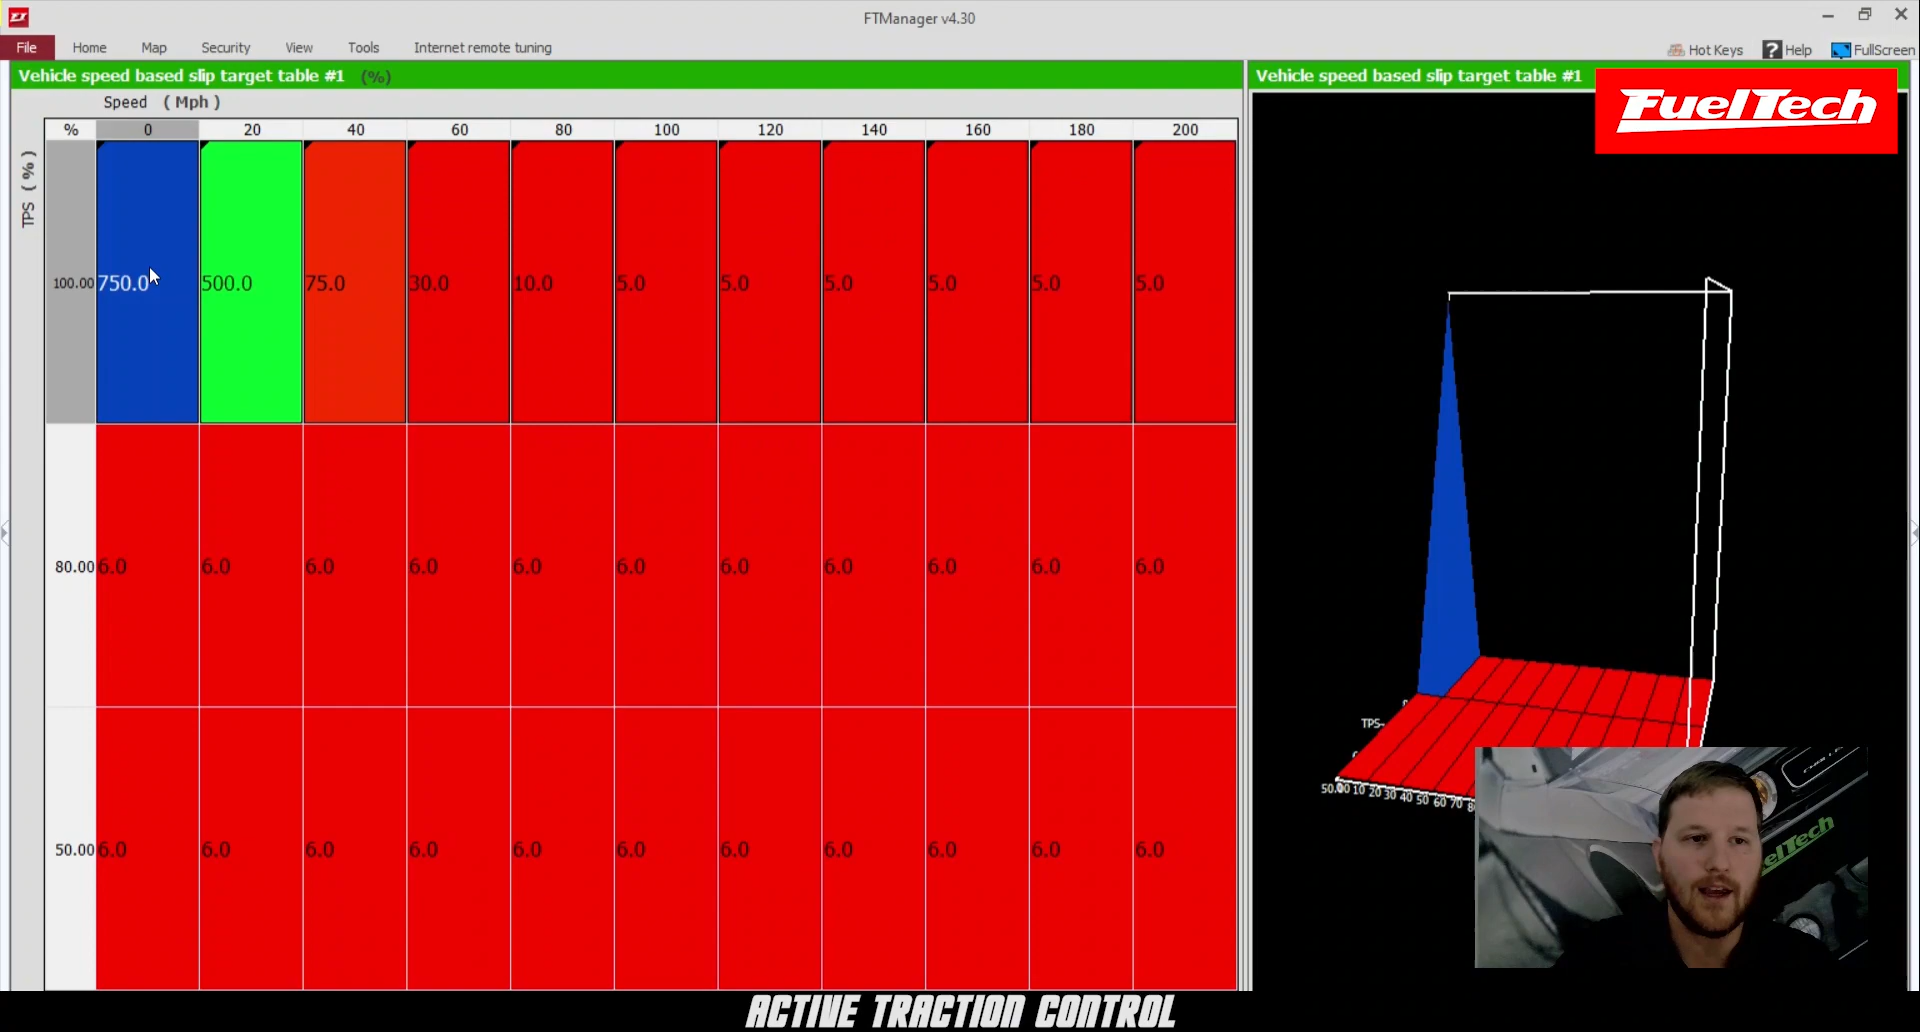 FTManager v4.30
File Home Map Security View Tools Internet remote tuning Hot Keys ? Help FullScreen
Vehicle speed based slip target table #1 (%)
Vehicle speed based slip target table #1
FuelTech
Speed ( Mph )
% 0 20 40 60 80 100 120 140 160 180 200
TPS ( % )
100.00 750.0 500.0 75.0 30.0 10.0 5.0 5.0 5.0 5.0 5.0 5.0
80.00 6.0 6.0 6.0 6.0 6.0 6.0 6.0 6.0 6.0 6.0 6.0
50.00 6.0 6.0 6.0 6.0 6.0 6.0 6.0 6.0 6.0 6.0 6.0
TPS
10 20 30 40 50 60 70
elTech
ACTIVE TRACTION CONTROL